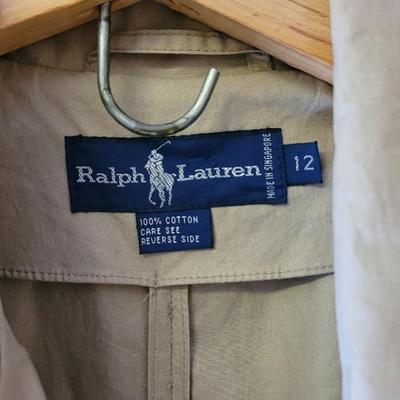 Ralph Lauren
MADE IN SINGAPORE
12
100% COTTON
CARE SEE
REVERSE SIDE